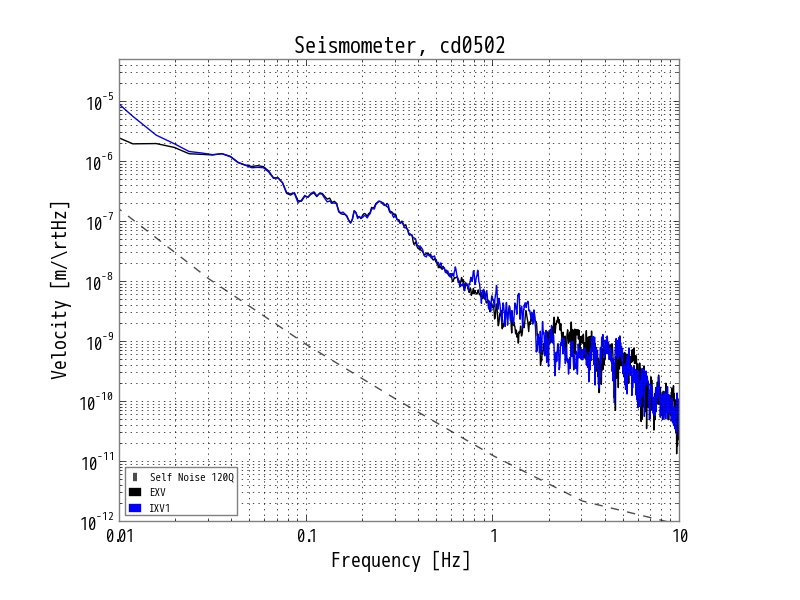 Seismometer, cd0502
Velocity [m/\rtHz]
10-5
10-6
10-7
10-8
10-9
10-10
10-11
10-12
Self Noise 120Q
EXV
IXV1
0.01
0.1
1
10
Frequency [Hz]